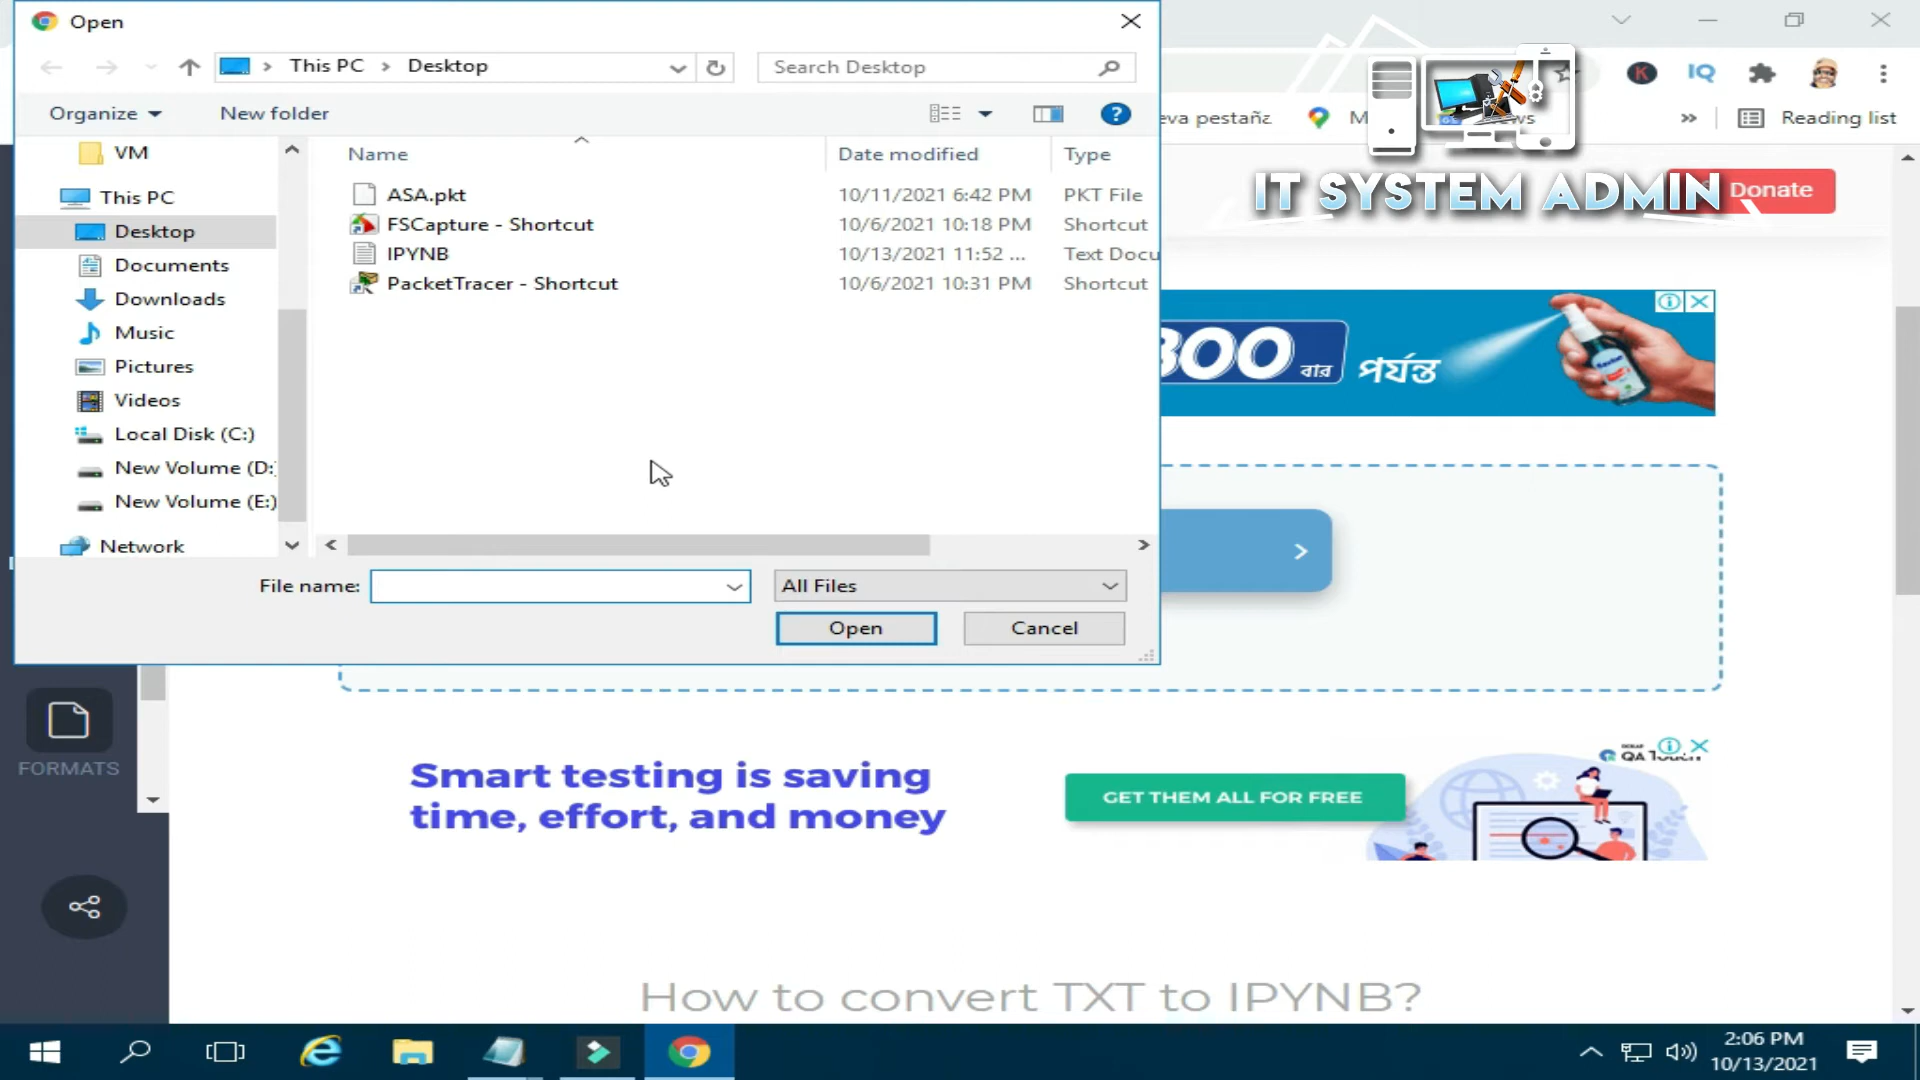 Open
This PC > Desktop
Search Desktop
Organize
New folder
VM
This PC
Desktop
Documents
Downloads
Music
Pictures
Videos
Local Disk (C:)
New Volume (D:
New Volume (E:)
Network
Name
Date modified
Type
ASA.pkt 10/11/2021 6:42 PM PKT File
FSCapture - Shortcut 10/6/2021 10:18 PM Shortcut
IPYNB 10/13/2021 11:52 ... Text Docu
PacketTracer - Shortcut 10/6/2021 10:31 PM Shortcut
File name:
All Files
Open
Cancel
IQ
eva pestaña
M
Reading list
IT SYSTEM ADMIN
Donate
300 বার পর্যন্ত
FORMATS
Smart testing is saving
time, effort, and money
GET THEM ALL FOR FREE
How to convert TXT to IPYNB?
2:06 PM
10/13/2021